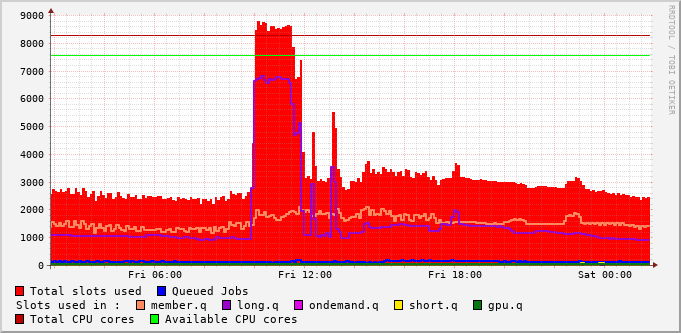 RRDTOOL / TOBI OETIKER
9000
8000
7000
6000
5000
4000
3000
2000
1000
0
Fri 06:00 Fri 12:00 Fri 18:00 Sat 00:00
Total slots used Queued Jobs
Slots used in : member.q long.q ondemand.q short.q gpu.q
Total CPU cores Available CPU cores